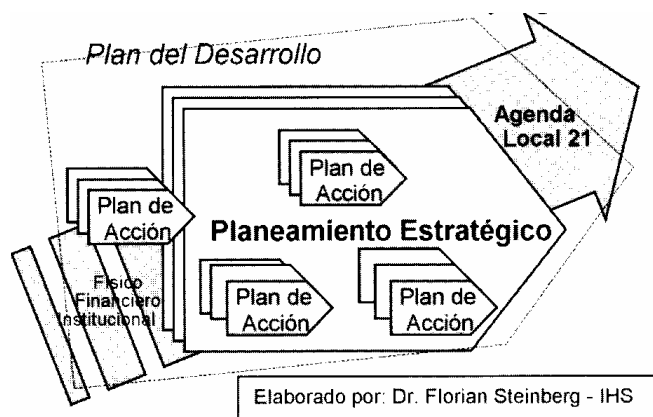 Plan del Desarrollo
Agenda
Local 21
Plan de
Acción
Plan de
Acción
Planeamiento Estratégico
Físico
Financiero
Institucional
Plan de
Acción
Plan de
Acción
Elaborado por: Dr. Florian Steinberg - IHS